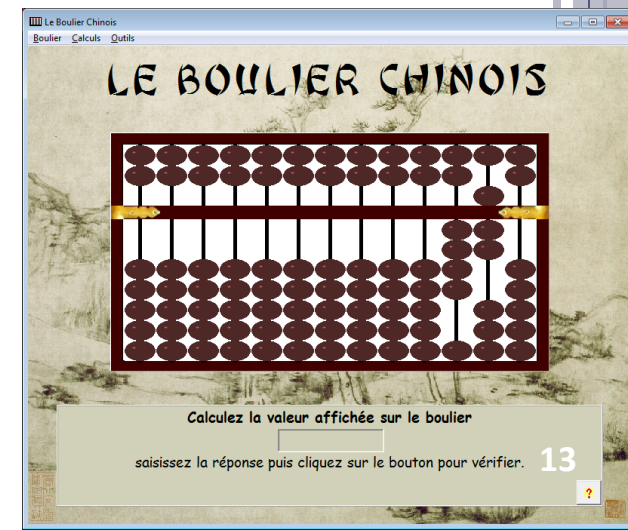 Le Boulier Chinois
Boulier Calculs Outils
LE BOULIER CHINOIS
Calculez la valeur affichée sur le boulier
saisissez la réponse puis cliquez sur le bouton pour vérifier.
13
?